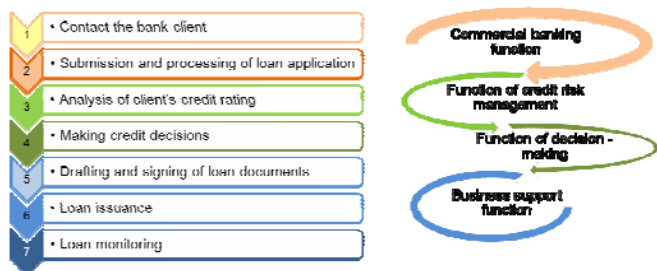 1
• Contact the bank client
2
• Submission and processing of loan application
3
• Analysis of client's credit rating
4
• Making credit decisions
5
• Drafting and signing of loan documents
6
• Loan issuance
7
• Loan monitoring
Commercial banking
function
Function of credit risk
management
Function of decision -
making
Business support
function